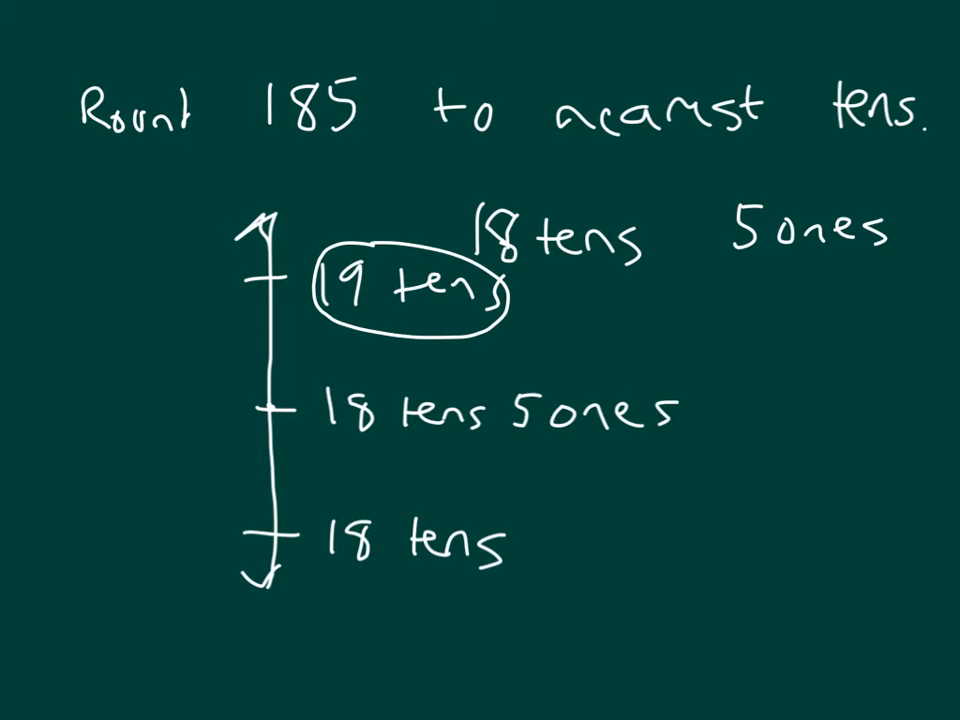 Rount 185 to nearest tens.
18 tens 5 ones
19 tens
18 tens 5 ones
18 tens